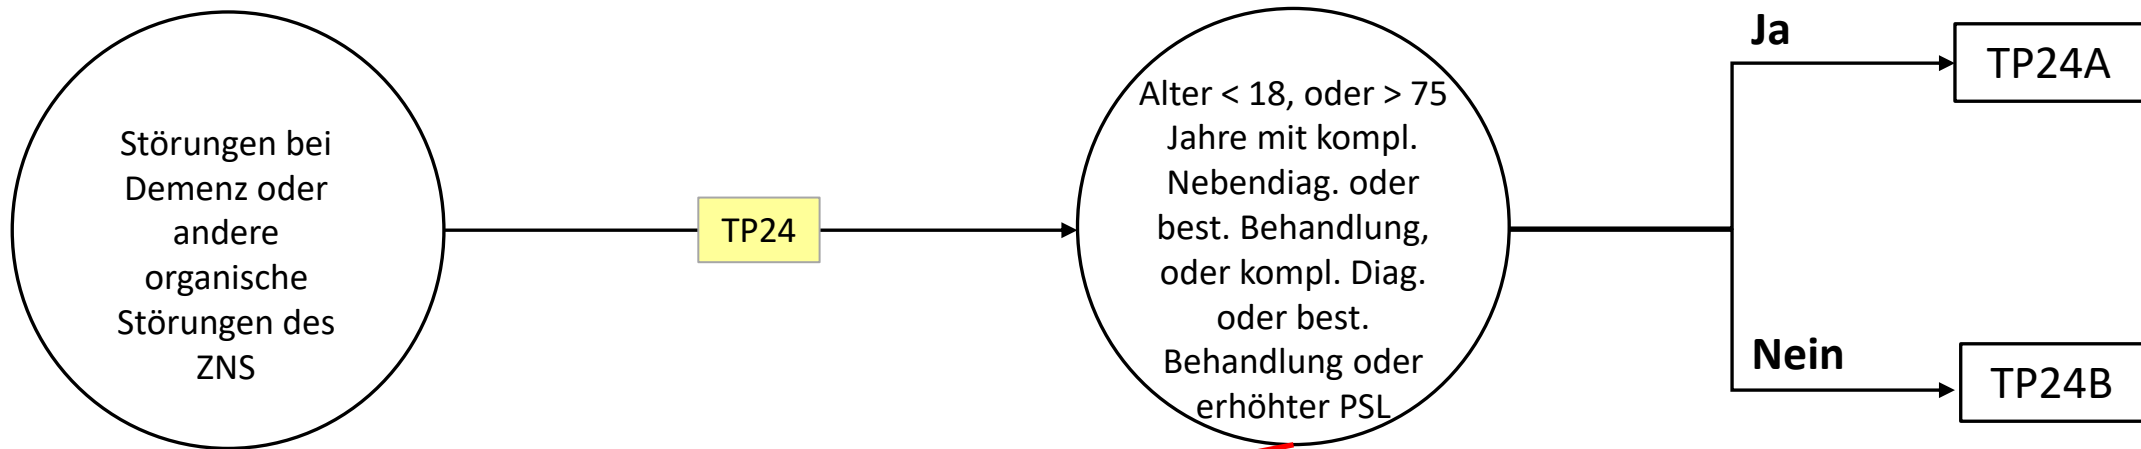 Störungen bei
Demenz oder
andere
organische
Störungen des
ZNS
TP24
Alter < 18, oder > 75
Jahre mit kompl.
Nebendiag. oder
best. Behandlung,
oder kompl. Diag.
oder best.
Behandlung oder
erhöhter PSL
Ja
TP24A
Nein
TP24B